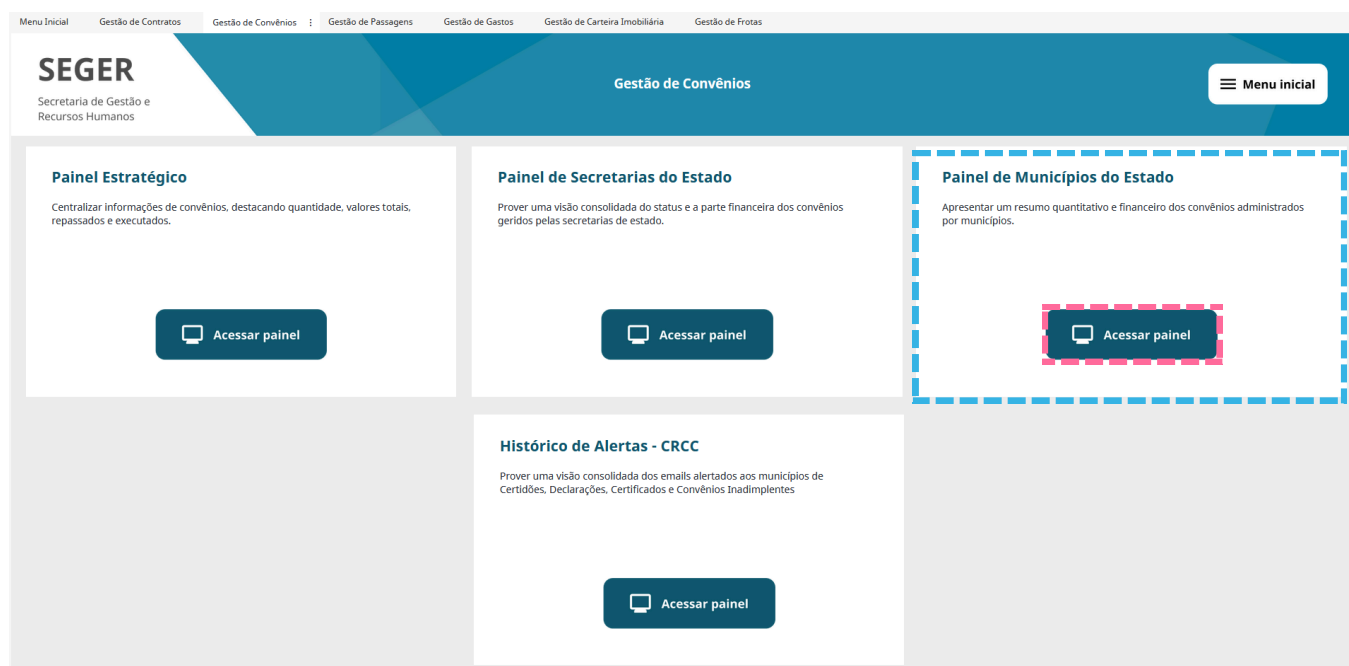 Menu Inicial
Gestão de Contratos
Gestão de Convênios
Gestão de Passagens
Gestão de Gastos
Gestão de Carteira Imobiliária
Gestão de Frotas
SEGER
Secretaria de Gestão e
Recursos Humanos
Gestão de Convênios
Menu inicial
Painel Estratégico
Centralizar informações de convênios, destacando quantidade, valores totais,
repassados e executados.
Acessar painel
Painel de Secretarias do Estado
Prover uma visão consolidada do status e a parte financeira dos convênios
geridos pelas secretarias de estado.
Acessar painel
Painel de Municípios do Estado
Apresentar um resumo quantitativo e financeiro dos convênios administrados
por municípios.
Acessar painel
Histórico de Alertas - CRCC
Prover uma visão consolidada dos emails alertados aos municípios de
Certidões, Declarações, Certificados e Convênios Inadimplentes
Acessar painel